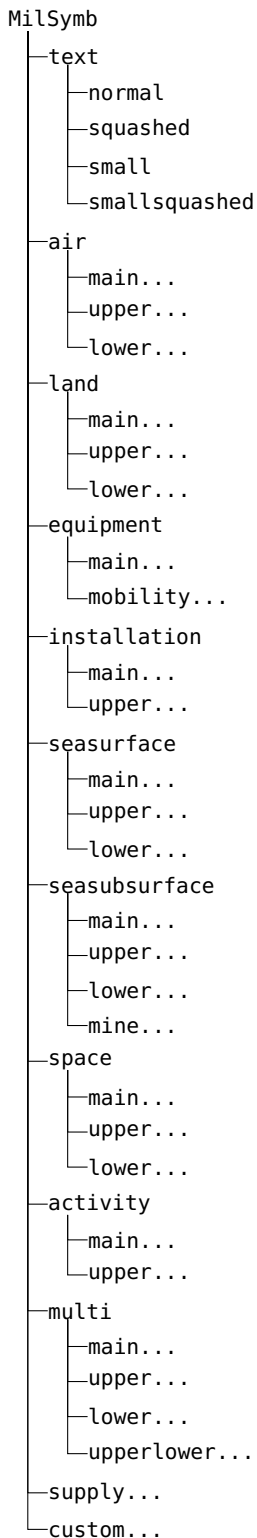 MilSymb
text
normal
squashed
small
smallsquashed
air
main...
upper...
lower...
land
main...
upper...
lower...
equipment
main...
mobility...
installation
main...
upper...
seasurface
main...
upper...
lower...
seasubsurface
main...
upper...
lower...
mine...
space
main...
upper...
lower...
activity
main...
upper...
multi
main...
upper...
lower...
upperlower...
supply...
custom...